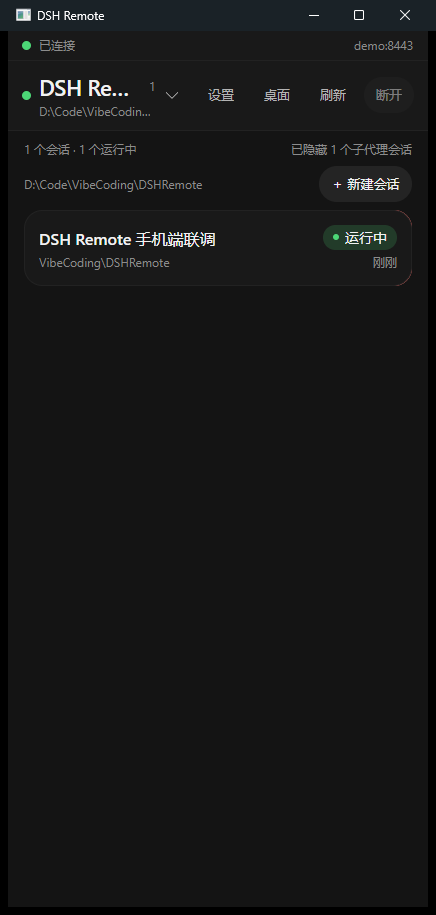 DSH Remote
已连接 demo:8443
DSH Re... 1 设置 桌面 刷新 断开
D:\Code\VibeCodin...
1 个会话 · 1 个运行中 已隐藏 1 个子代理会话
D:\Code\VibeCoding\DSHRemote + 新建会话
DSH Remote 手机端联调 运行中
VibeCoding\DSHRemote 刚刚